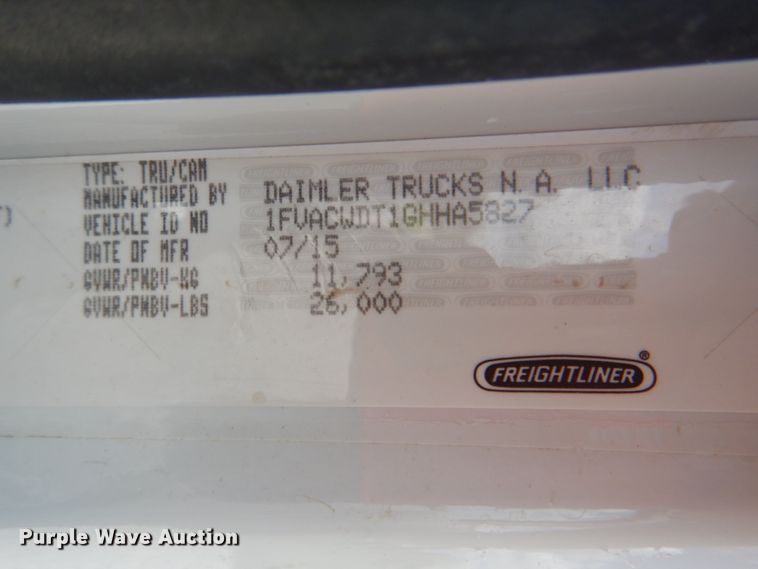 TYPE: TRU/CAM
MANUFACTURED BY DAIMLER TRUCKS N.A. LLC
VEHICLE ID NO 1FVACWDT1GHHA5827
DATE OF MFR 07/15
GVWR/PNBV-KG 11,793
GVWR/PNBV-LBS 26,000
FREIGHTLINER®
Purple Wave Auction